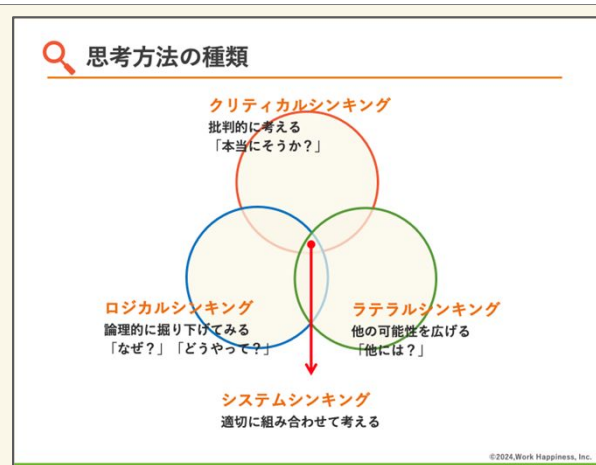 思考方法の種類
クリティカルシンキング
批判的に考える
「本当にそうか？」
ロジカルシンキング
論理的に掘り下げてみる
「なぜ？」「どうやって？」
ラテラルシンキング
他の可能性を広げる
「他には？」
システムシンキング
適切に組み合わせて考える
©2024,Work Happiness, Inc.